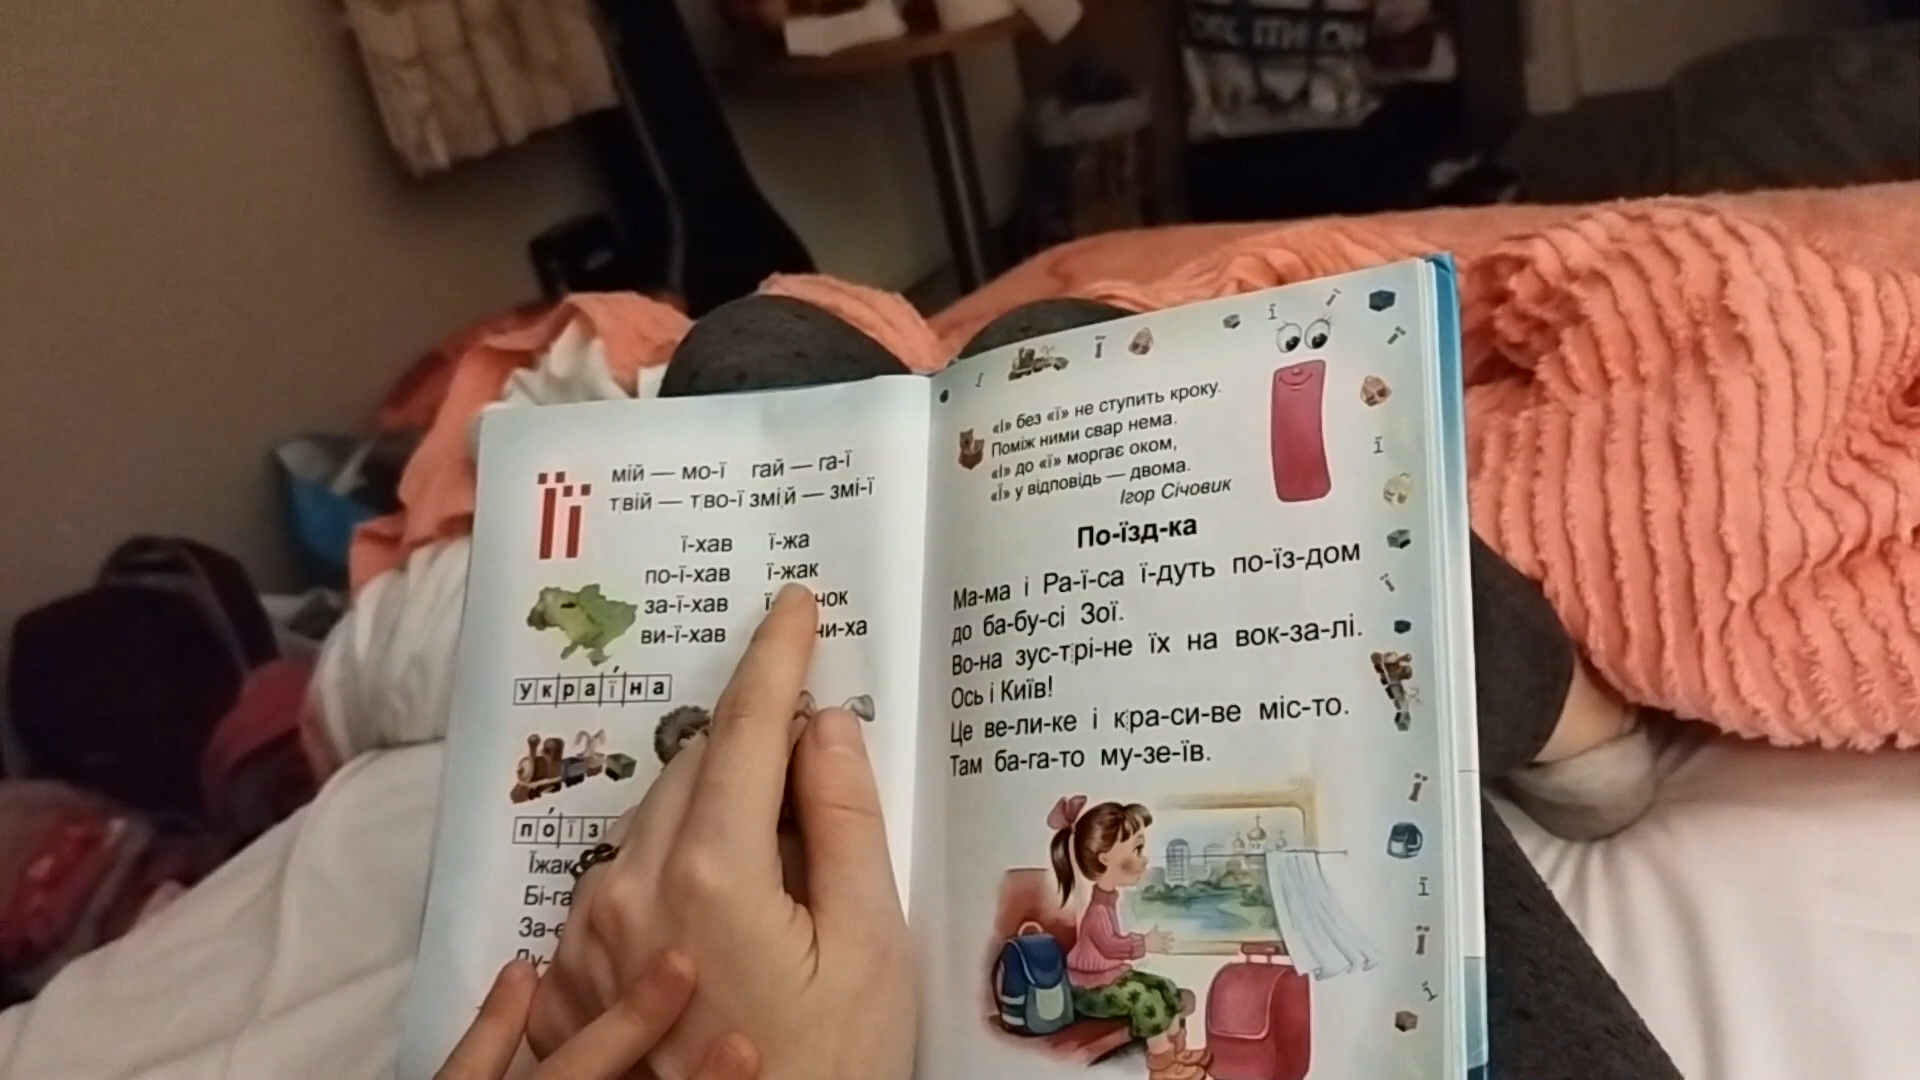 Її
мій — мо-ї гай — га-ї
твій — тво-ї змій — змі-ї
ї-хав ї-жа
по-ї-хав ї-жак
за-ї-хав
ви-ї-хав
Україна
Їжак
«І» без «ї» не ступить кроку.
Поміж ними свар нема.
«І» до «ї» моргає оком,
«Ї» у відповідь — двома.
Ігор Січовик
По-їзд-ка
Ма-ма і Ра-ї-са ї-дуть по-їз-дом
до ба-бу-сі Зої.
Во-на зус-трі-не їх на вок-за-лі.
Ось і Київ!
Це ве-ли-ке і кра-си-ве міс-то.
Там ба-га-то му-зе-їв.